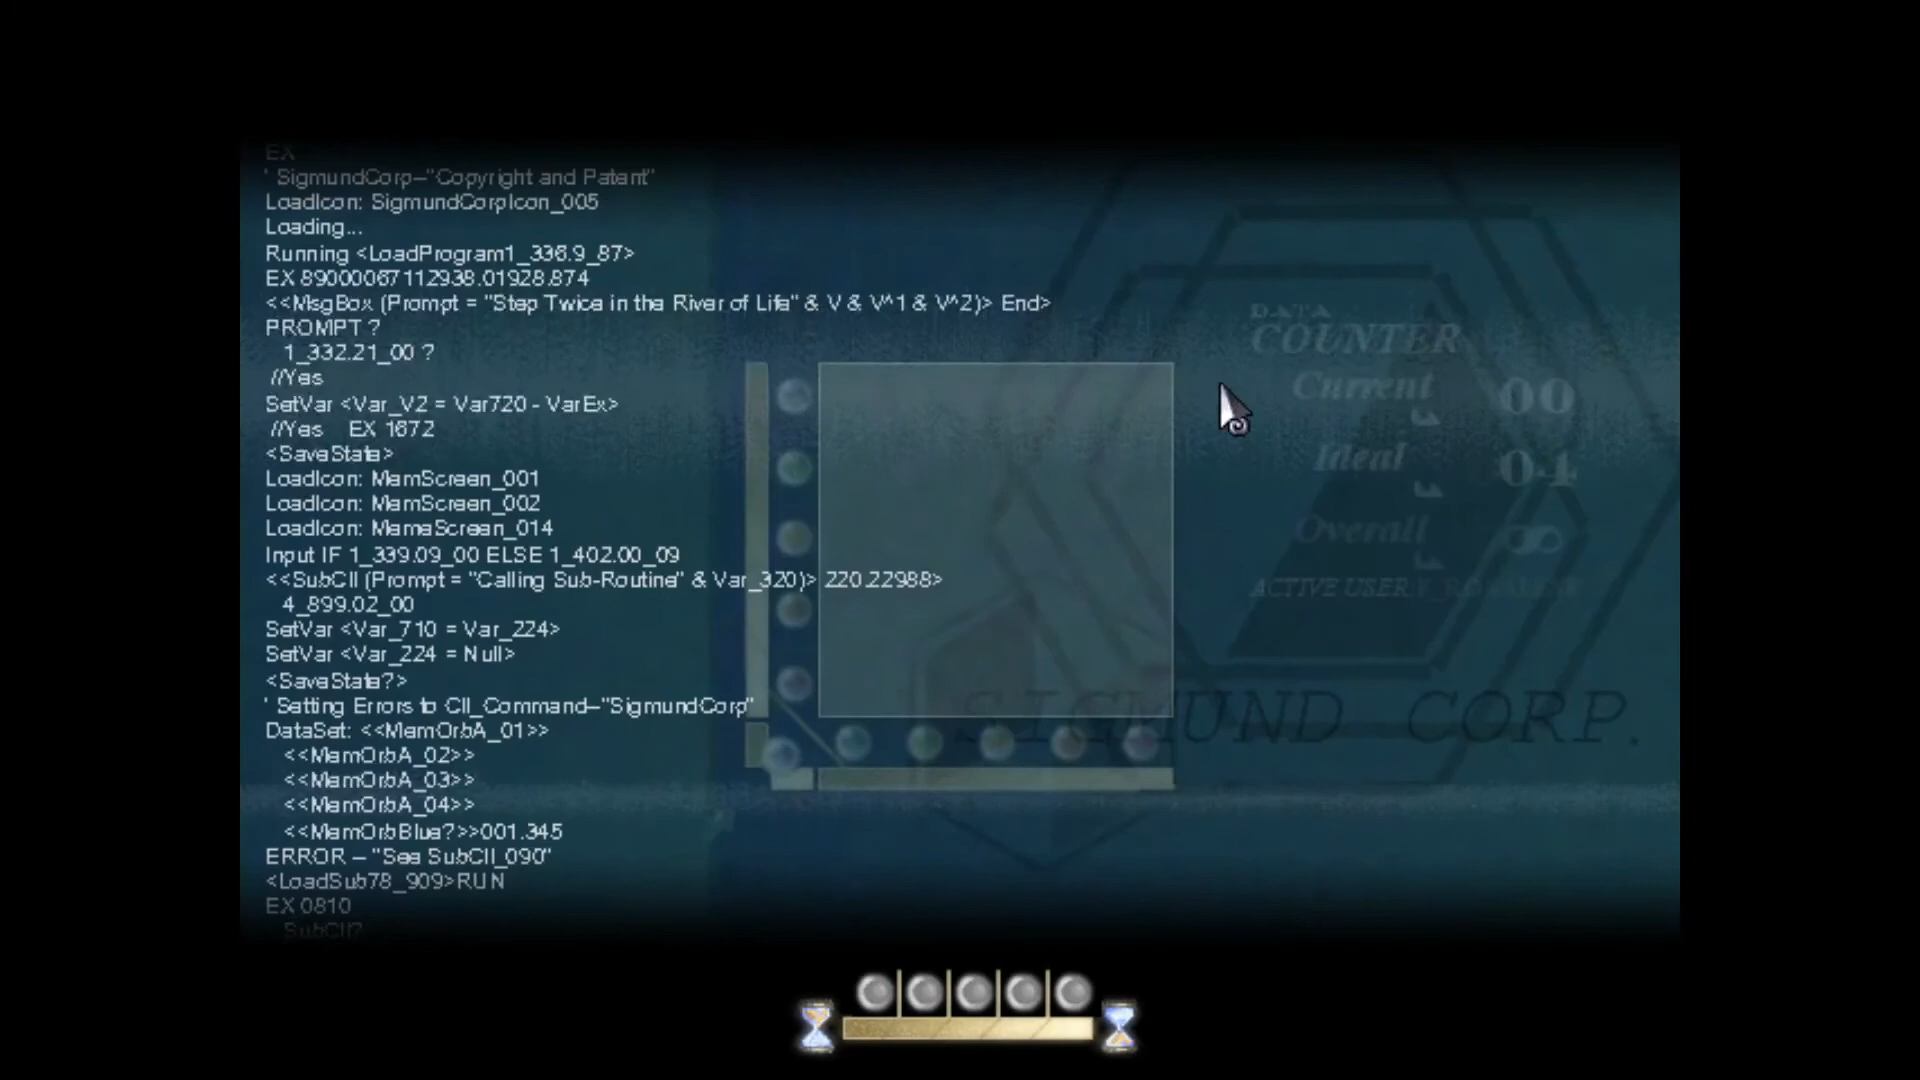 EX
' SigmundCorp--"Copyright and Patent"
LoadIcon: SigmundCorpIcon_005
Loading...
Running <LoadProgram1_336.9_87>
EX 89000067112938.01928.874
<<MsgBox (Prompt = "Step Twice in the River of Life" & V & V^1 & V^2)> End>
PROMPT ?
1_332.21_00 ?
//Yes
SetVar <Var_V2 = Var720 - VarEx>
//Yes EX 1672
<SaveState>
LoadIcon: MemScreen_001
LoadIcon: MemScreen_002
LoadIcon: MemeScreen_014
Input IF 1_339.09_00 ELSE 1_402.00_09
<<SubCll (Prompt = "Calling Sub-Routine" & Var_320)> 220.22988>
4_899.02_00
SetVar <Var_710 = Var_224>
SetVar <Var_224 = Null>
<SaveState?>
' Setting Errors to Cll_Command--"SigmundCorp"
DataSet: <<MemOrbA_01>>
<<MemOrbA_02>>
<<MemOrbA_03>>
<<MemOrbA_04>>
<<MemOrbBlue?>>001.345
ERROR -- "See SubCll_090"
<LoadSub78_909>RUN
EX 0810
SubCll?
DATA
COUNTER
Current 00
Ideal 04
Overall ∞
ACTIVE USER:
SIGMUND CORP.